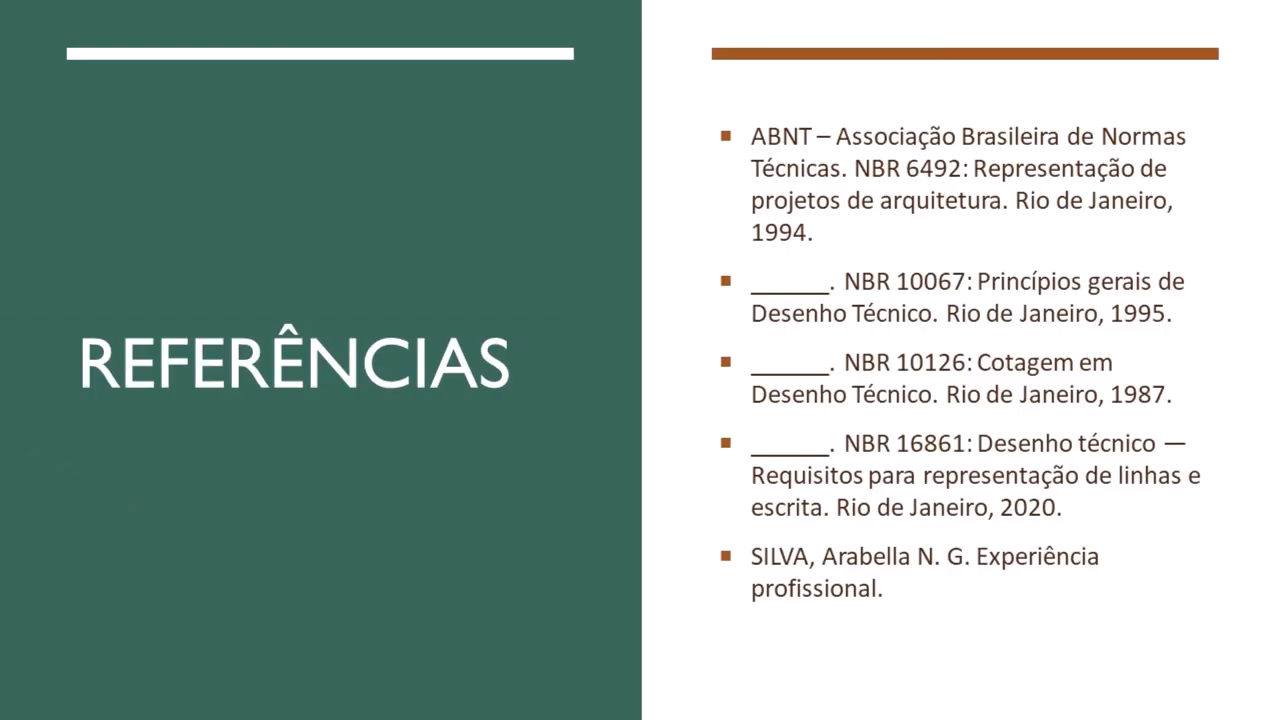 REFERÊNCIAS
ABNT – Associação Brasileira de Normas
Técnicas. NBR 6492: Representação de
projetos de arquitetura. Rio de Janeiro,
1994.
______. NBR 10067: Princípios gerais de
Desenho Técnico. Rio de Janeiro, 1995.
______. NBR 10126: Cotagem em
Desenho Técnico. Rio de Janeiro, 1987.
______. NBR 16861: Desenho técnico —
Requisitos para representação de linhas e
escrita. Rio de Janeiro, 2020.
SILVA, Arabella N. G. Experiência
profissional.